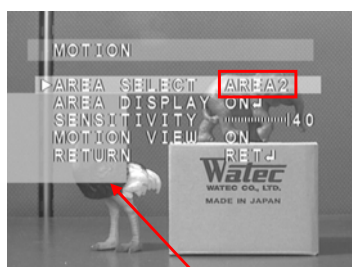 MOTION
▷AREA SELECT AREA2
AREA DISPLAY ON↲
SENSITIVITY 40
MOTION VIEW ON
RETURN RET↲
Watec
WATEC CO., LTD.
MADE IN JAPAN